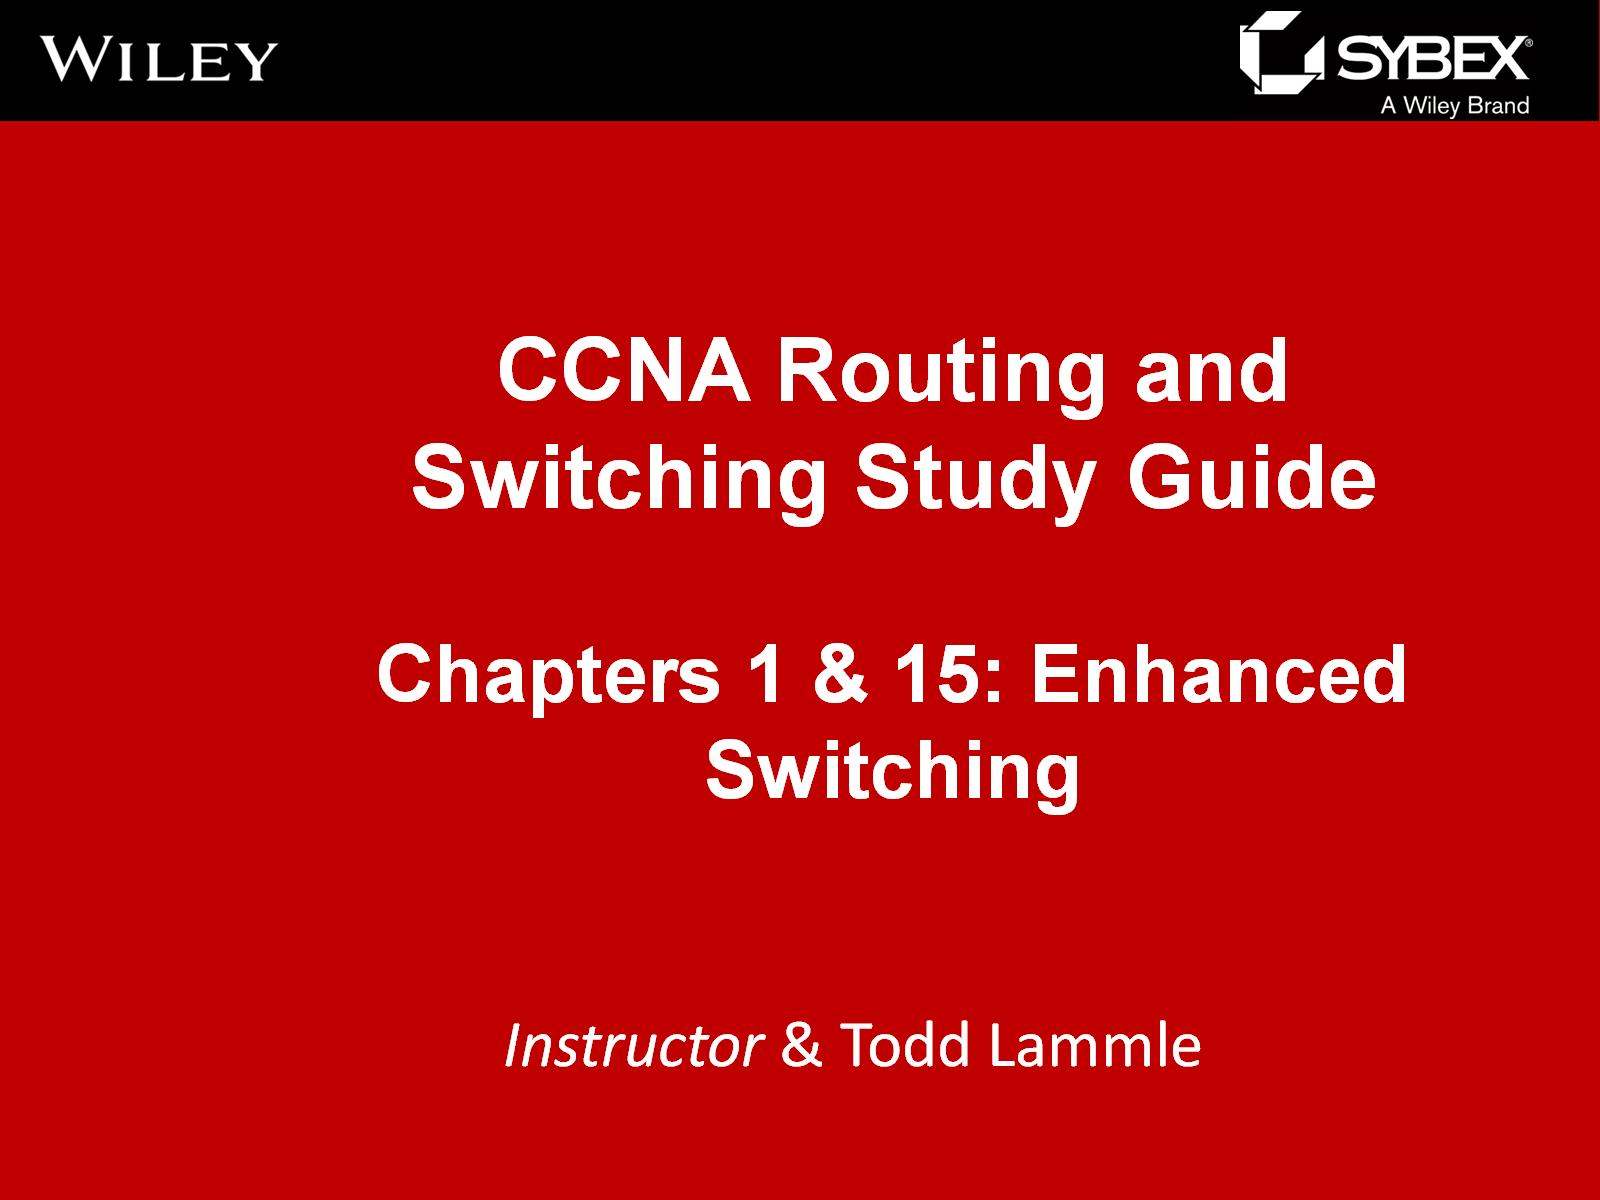 WILEY
SYBEX®
A Wiley Brand
CCNA Routing and
Switching Study Guide
Chapters 1 & 15: Enhanced
Switching
Instructor & Todd Lammle